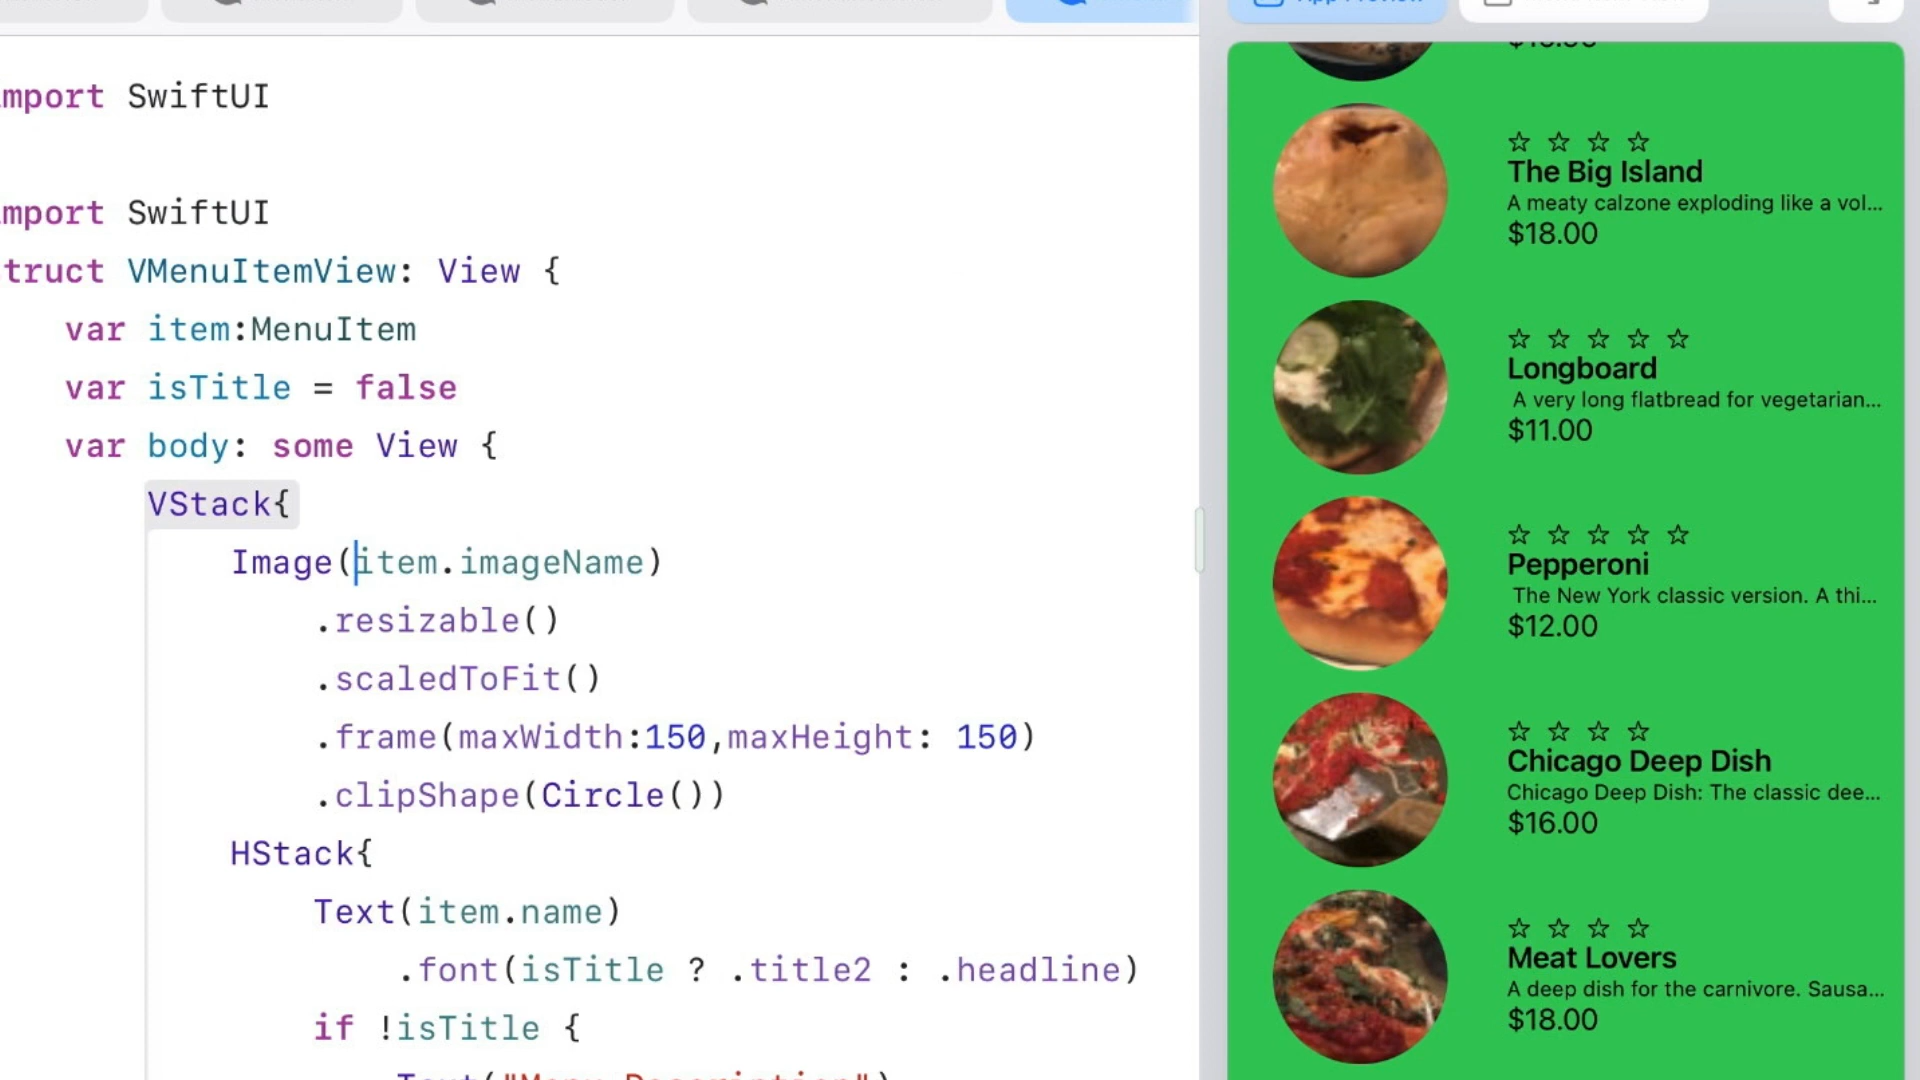 mport SwiftUI
mport SwiftUI
truct VMenuItemView: View {
var item:MenuItem
var isTitle = false
var body: some View {
VStack{
Image(item.imageName)
.resizable()
.scaledToFit()
.frame(maxWidth:150,maxHeight: 150)
.clipShape(Circle())
HStack{
Text(item.name)
.font(isTitle ? .title2 : .headline)
if !isTitle {
☆ ☆ ☆ ☆
The Big Island
A meaty calzone exploding like a vol...
$18.00
☆ ☆ ☆ ☆ ☆
Longboard
A very long flatbread for vegetarian...
$11.00
☆ ☆ ☆ ☆ ☆
Pepperoni
The New York classic version. A thi...
$12.00
☆ ☆ ☆ ☆
Chicago Deep Dish
Chicago Deep Dish: The classic dee...
$16.00
☆ ☆ ☆ ☆
Meat Lovers
A deep dish for the carnivore. Sausa...
$18.00